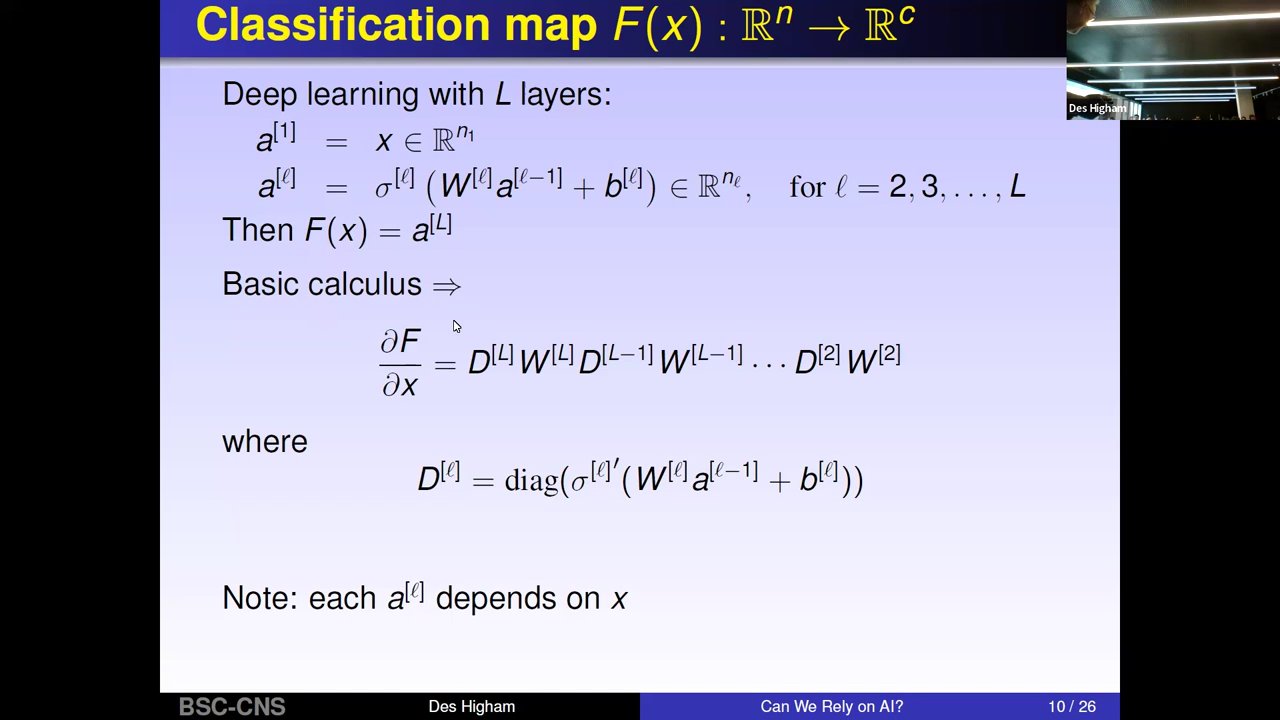 Classification map F(x) : ℝⁿ → ℝᶜ
Des Higham
Deep learning with L layers:
a^[1] = x ∈ ℝ^{n_1}
a^[ℓ] = σ^[ℓ] (W^[ℓ] a^[ℓ−1] + b^[ℓ]) ∈ ℝ^{n_ℓ}, for ℓ = 2, 3, . . . , L
Then F(x) = a^[L]
Basic calculus ⇒
∂F/∂x = D^[L] W^[L] D^[L−1] W^[L−1] · · · D^[2] W^[2]
where
D^[ℓ] = diag(σ^[ℓ]′(W^[ℓ] a^[ℓ−1] + b^[ℓ]))
Note: each a^[ℓ] depends on x
BSC-CNS Des Higham Can We Rely on AI? 10 / 26